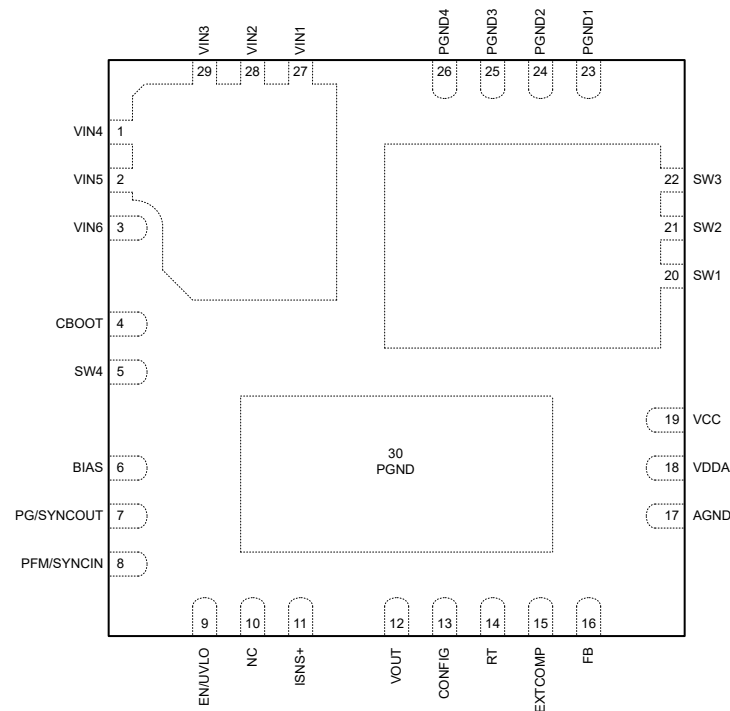 VIN3
VIN2
VIN1
PGND4
PGND3
PGND2
PGND1
29
28
27
26
25
24
23
VIN4 1
VIN5 2
VIN6 3
CBOOT 4
SW4 5
BIAS 6
PG/SYNCOUT 7
PFM/SYNCIN 8
22 SW3
21 SW2
20 SW1
19 VCC
18 VDDA
17 AGND
30
PGND
9
10
11
12
13
14
15
16
EN/UVLO
NC
ISNS+
VOUT
CONFIG
RT
EXTCOMP
FB